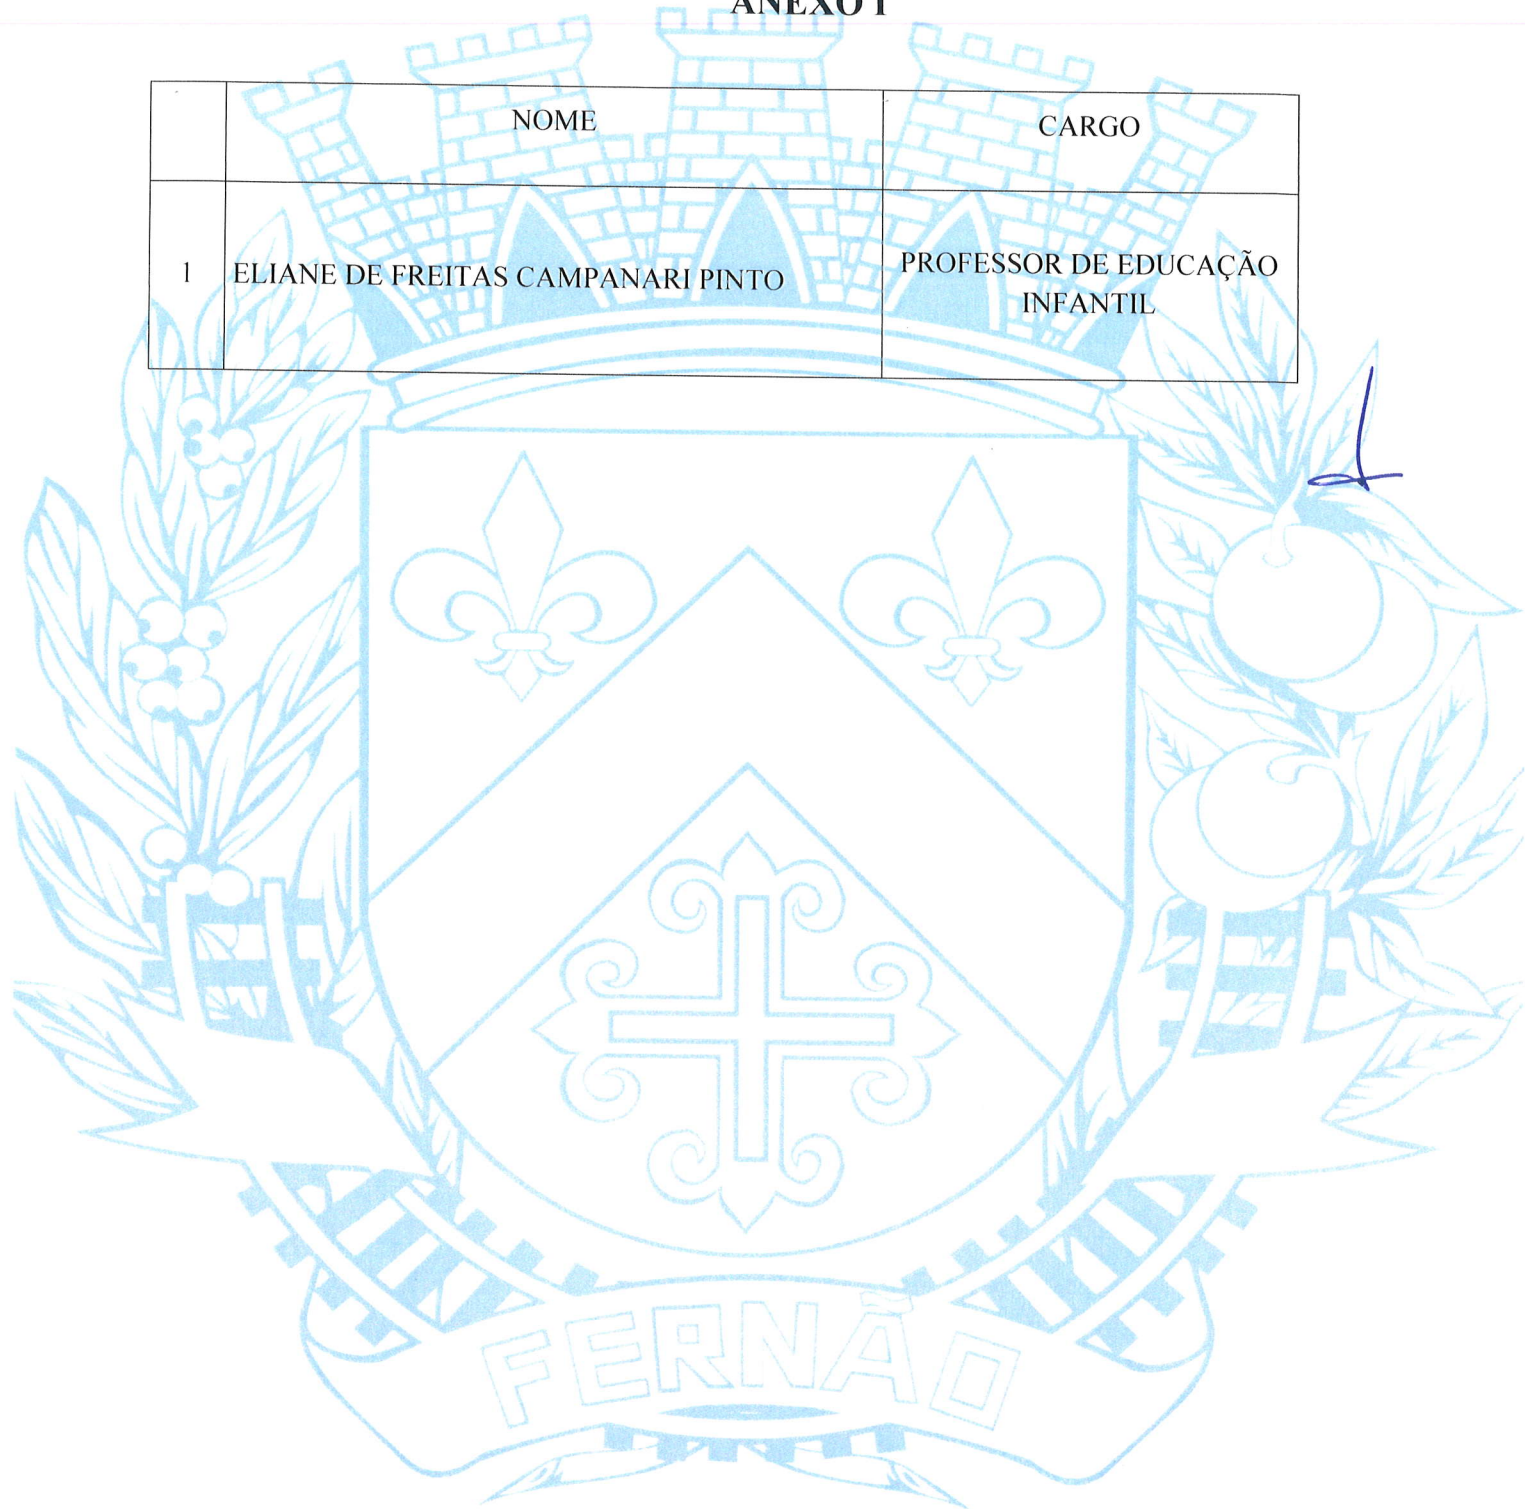 ANEXO I
NOME
CARGO
1
ELIANE DE FREITAS CAMPANARI PINTO
PROFESSOR DE EDUCAÇÃO
INFANTIL
FERNÃO